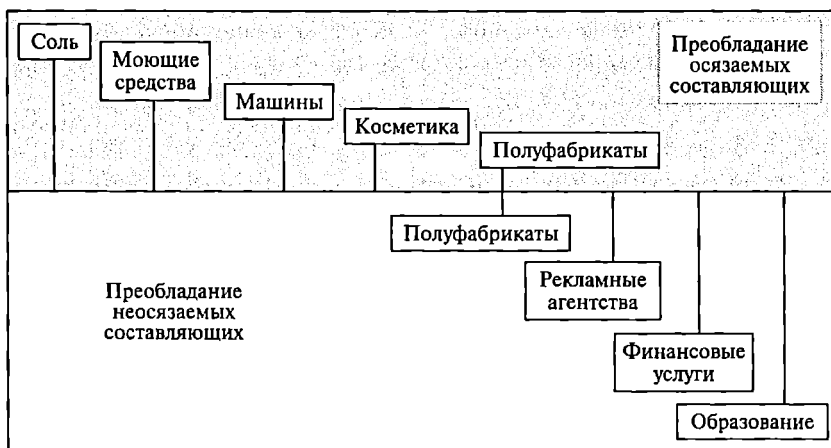 Соль
Моющие
средства
Машины
Косметика
Полуфабрикаты
Преобладание
осязаемых
составляющих
Полуфабрикаты
Рекламные
агентства
Финансовые
услуги
Образование
Преобладание
неосязаемых
составляющих